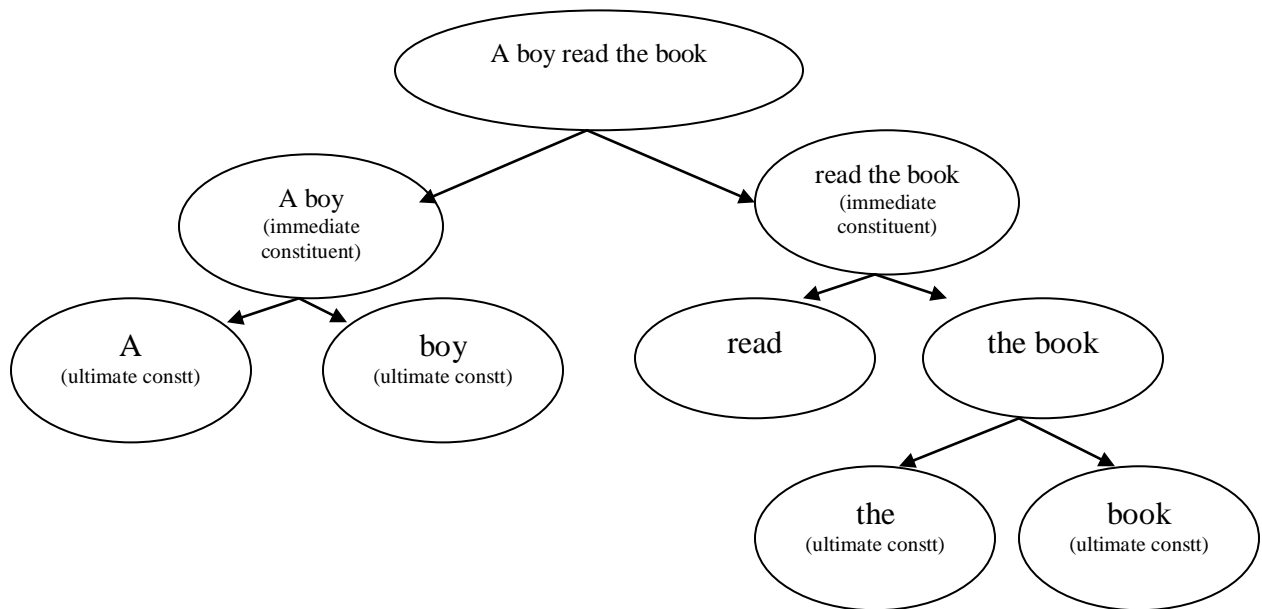 A boy read the book
A boy
(immediate
constituent)
read the book
(immediate
constituent)
A
(ultimate constt)
boy
(ultimate constt)
read
the book
the
(ultimate constt)
book
(ultimate constt)